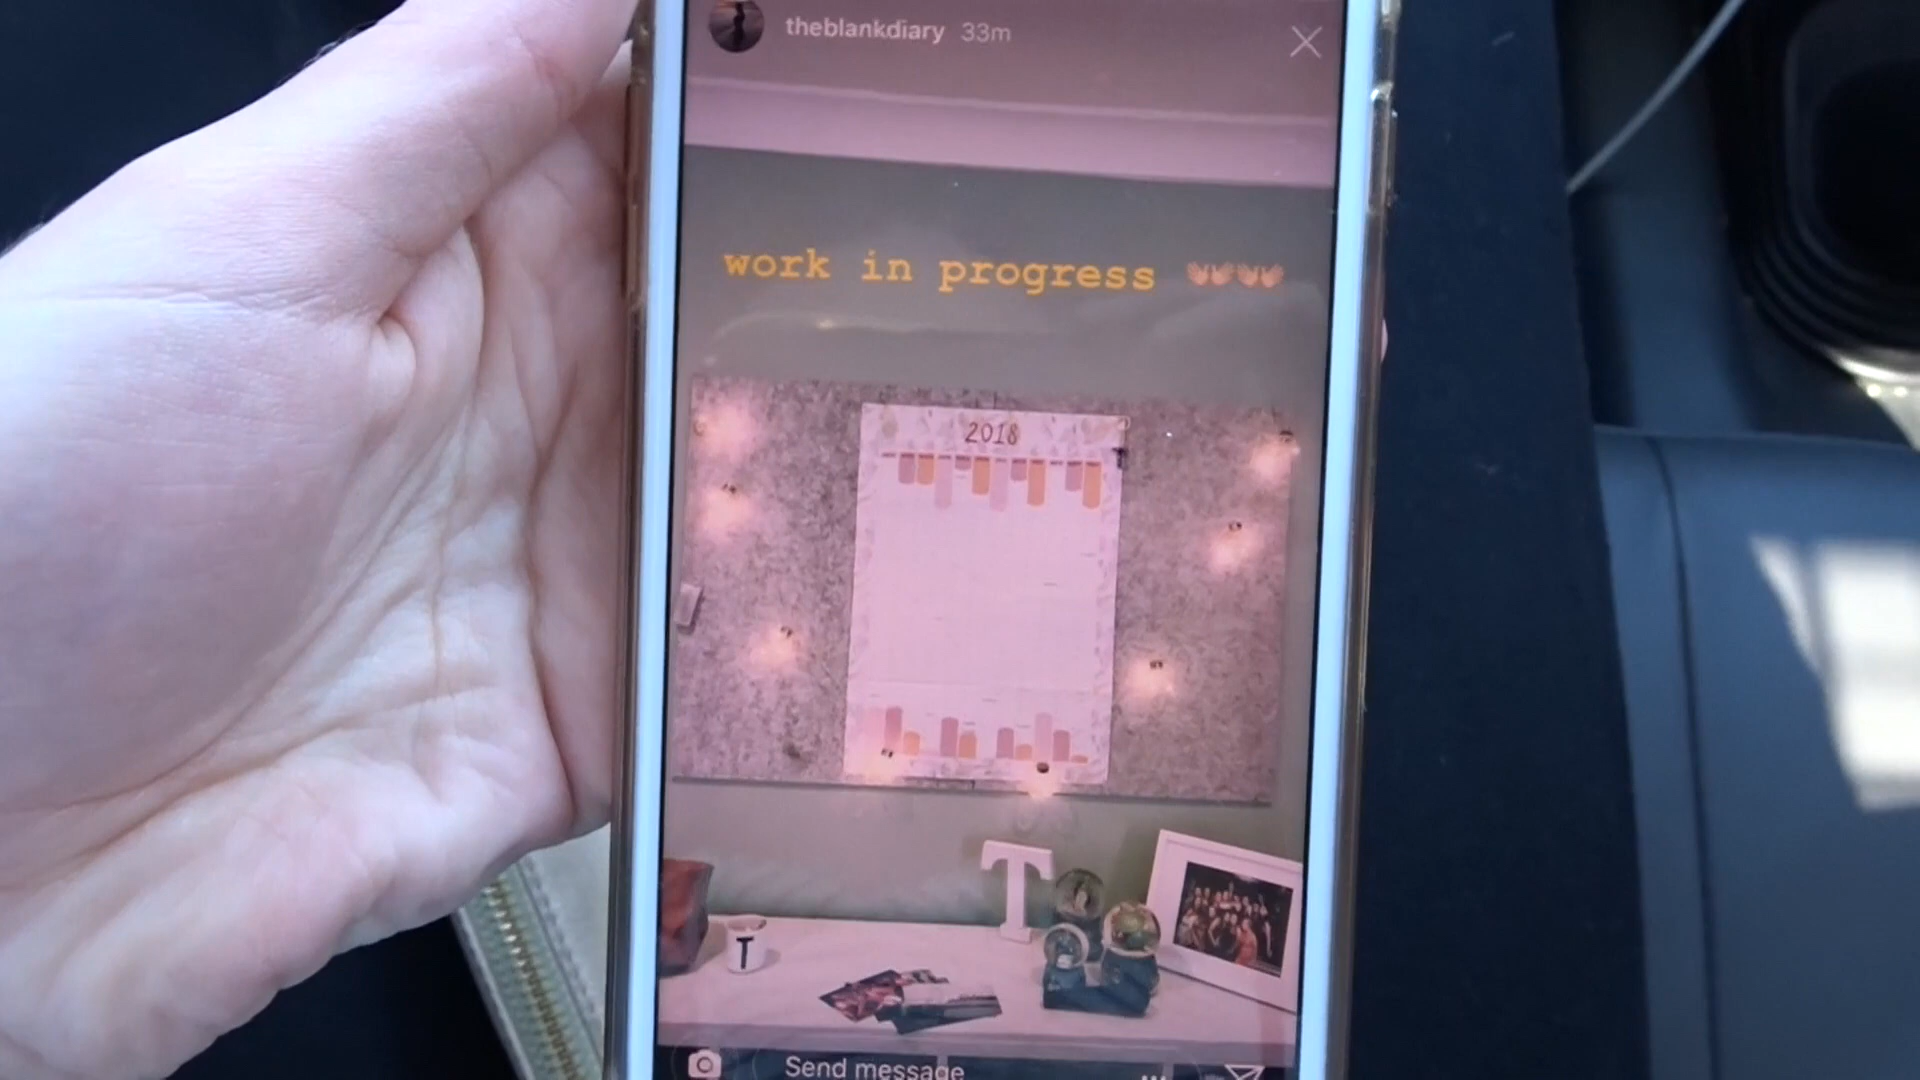 theblankdiary 33m
work in progress
2018
T
T
Send message